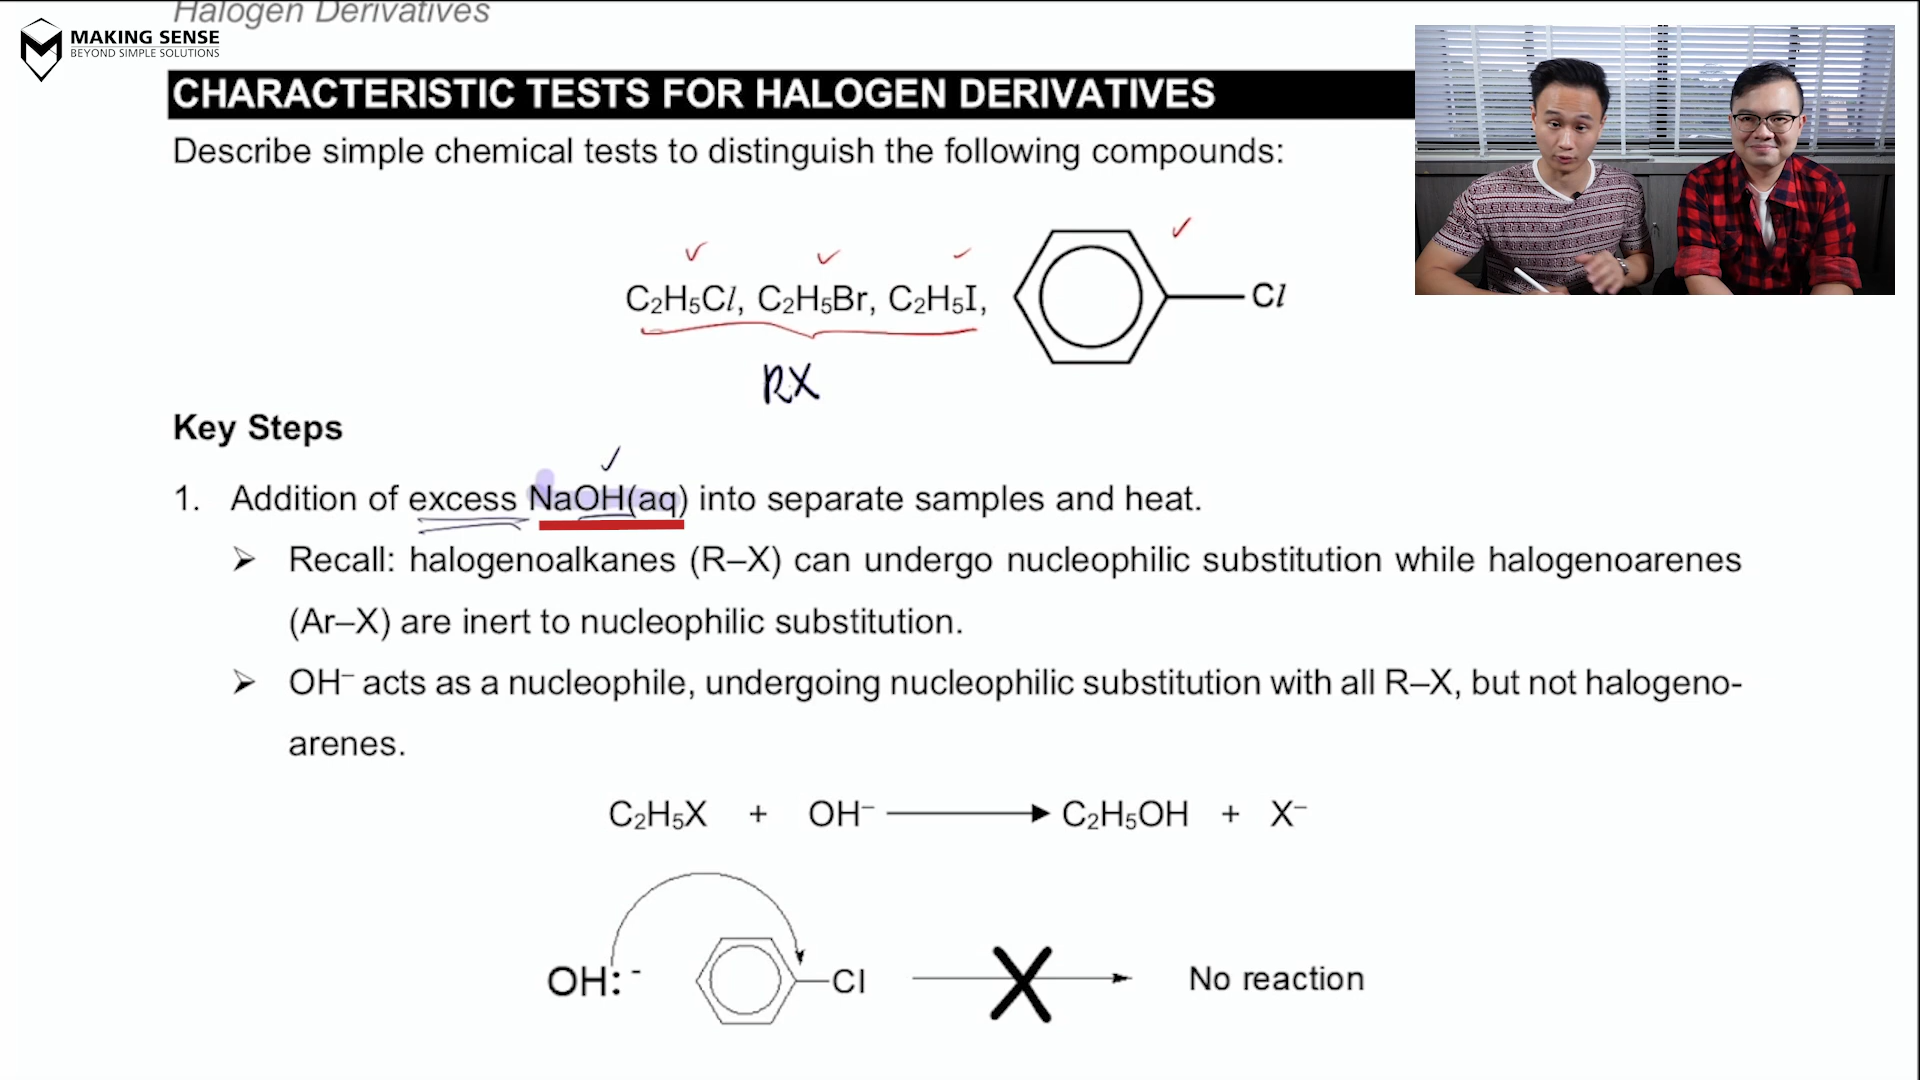 Halogen Derivatives
MAKING SENSE
BEYOND SIMPLE SOLUTIONS
CHARACTERISTIC TESTS FOR HALOGEN DERIVATIVES
Describe simple chemical tests to distinguish the following compounds:
C₂H₅Cl, C₂H₅Br, C₂H₅I, Cl
RX
Key Steps
1. Addition of excess NaOH(aq) into separate samples and heat.
➢ Recall: halogenoalkanes (R–X) can undergo nucleophilic substitution while halogenoarenes
(Ar–X) are inert to nucleophilic substitution.
➢ OH⁻ acts as a nucleophile, undergoing nucleophilic substitution with all R–X, but not halogeno-
arenes.
C₂H₅X + OH⁻ → C₂H₅OH + X⁻
OH:⁻ Cl No reaction